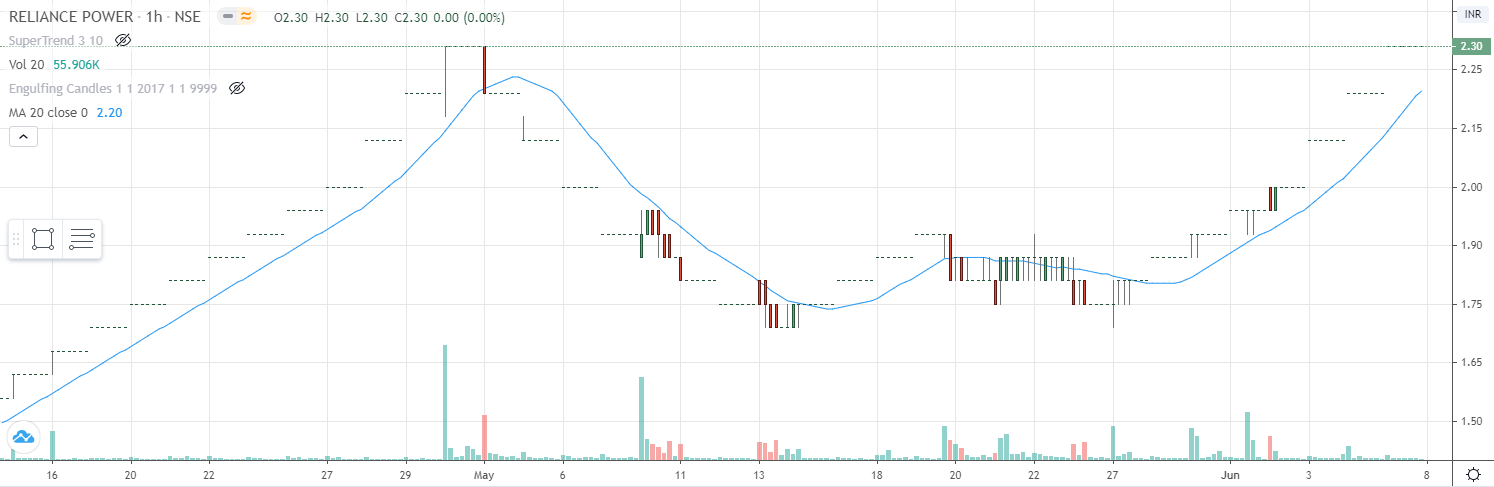 RELIANCE POWER · 1h · NSE O2.30 H2.30 L2.30 C2.30 0.00 (0.00%) INR
SuperTrend 3 10
2.30
Vol 20 55.906K
2.25
Engulfing Candles 1 1 2017 1 1 9999
MA 20 close 0 2.20
2.15
2.00
1.90
1.75
1.65
1.50
16 20 22 27 29 May 6 11 13 18 20 22 27 Jun 3 8